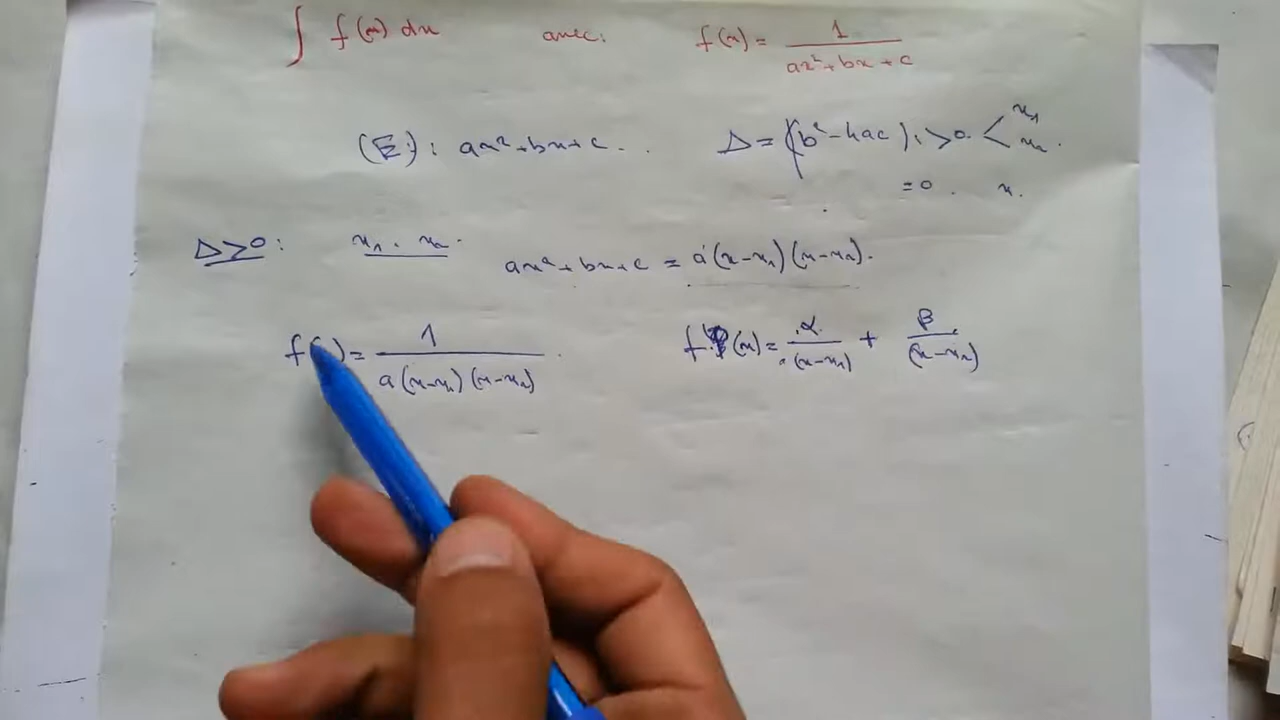 ∫ f(x) dx avec: f(x) = 1 / (ax²+bx+c)
(E): ax²+bx+c. Δ = (b²-4ac): >0 < x₁ x₂.
=0. x.
Δ>0: x₁. x₂.
ax²+bx+c = a(x-x₁)(x-x₂).
f( )= 1 / (a(x-x₁)(x-x₂)) f (x) = α / (x-x₁) + β / (x-x₂)